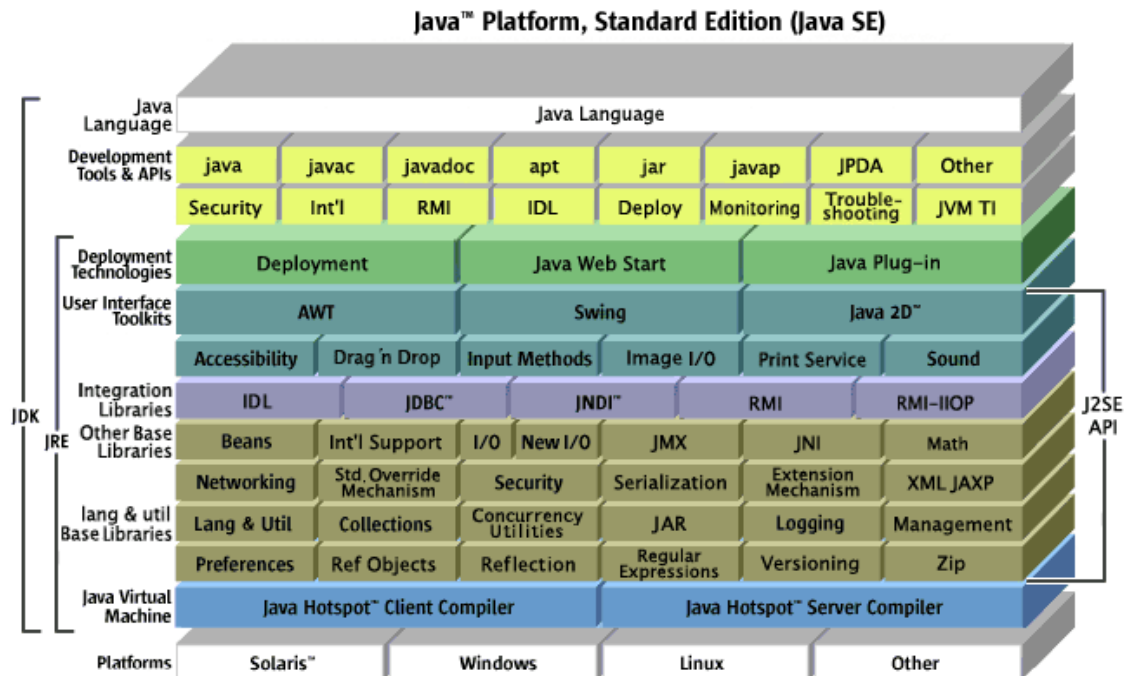 Java™ Platform, Standard Edition (Java SE)
Java
Language
Java Language
Development
Tools & APIs
java javac javadoc apt jar javap JPDA Other
Security Int'l RMI IDL Deploy Monitoring Trouble-
shooting JVM TI
Deployment
Technologies
Deployment Java Web Start Java Plug-in
User Interface
Toolkits
AWT Swing Java 2D™
Accessibility Drag 'n Drop Input Methods Image I/O Print Service Sound
Integration
Libraries
IDL JDBC™ JNDI™ RMI RMI-IIOP
JDK
JRE
J2SE
API
Other Base
Libraries
Beans Int'l Support I/O New I/O JMX JNI Math
Networking Std. Override
Mechanism Security Serialization Extension
Mechanism XML JAXP
lang & util
Base Libraries
Lang & Util Collections Concurrency
Utilities JAR Logging Management
Preferences Ref Objects Reflection Regular
Expressions Versioning Zip
Java Virtual
Machine
Java Hotspot™ Client Compiler Java Hotspot™ Server Compiler
Platforms
Solaris™ Windows Linux Other